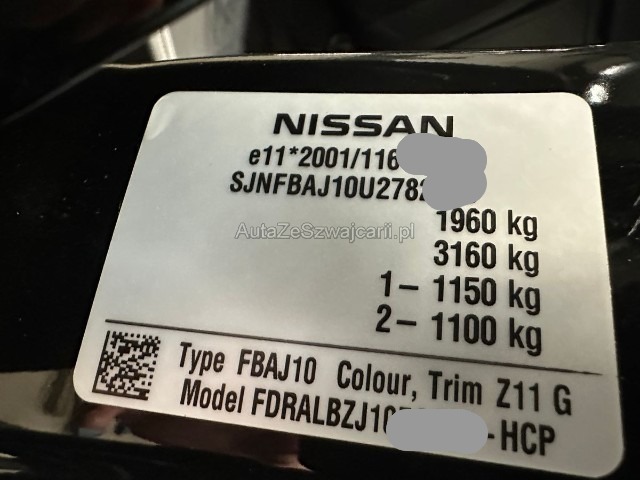 NISSAN
e11*2001/116
SJNFBAJ10U278
AutaZeSzwajcarii.pl
1960 kg
3160 kg
1– 1150 kg
2– 1100 kg
Type FBAJ10 Colour, Trim Z11 G
Model FDRALBZJ10 -HCP